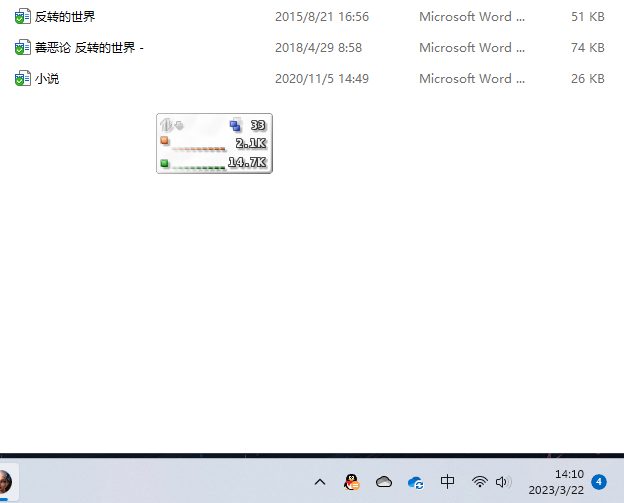 反转的世界 2015/8/21 16:56 Microsoft Word ... 51 KB
善恶论 反转的世界 - 2018/4/29 8:58 Microsoft Word ... 74 KB
小说 2020/11/5 14:49 Microsoft Word ... 26 KB
33
2.1K
14.7K
中
14:10
2023/3/22
4